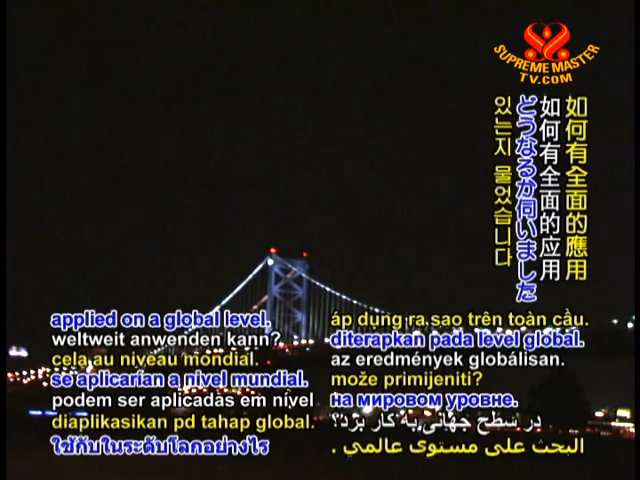 SUPREME MASTER
TV.COM
如何有全面的應用
如何有全面的应用
どうなるか伺いました
있는지 물었습니다
applied on a global level.
weltweit anwenden kann?
cela au niveau mondial.
se aplicarían a nivel mundial.
podem ser aplicadas em nível
diaplikasikan pd tahap global.
ใช้กับในระดับโลกอย่างไร
áp dụng ra sao trên toàn cầu.
diterapkan pada level global.
az eredmények globálisan.
može primijeniti?
на мировом уровне.
در سطح جهانی به کار برد؟
البحث على مستوى عالمي .